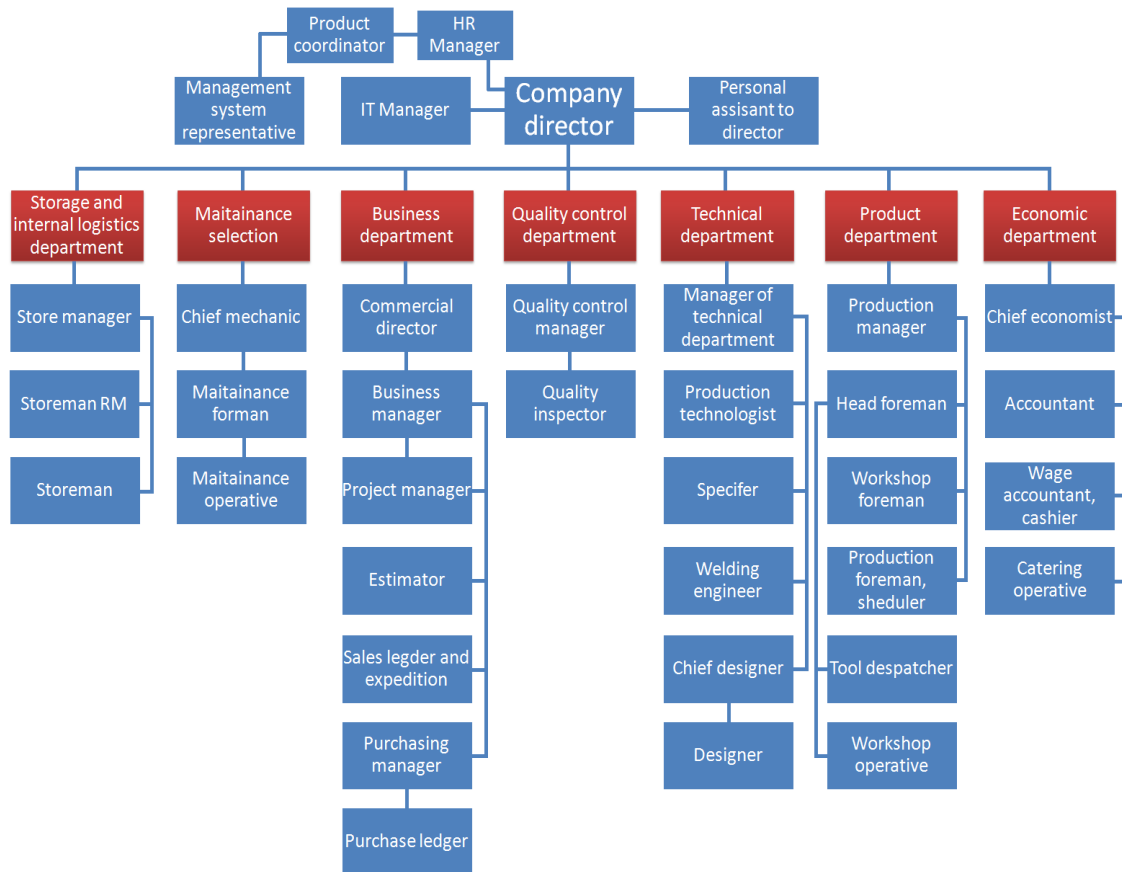 Product
coordinator
HR
Manager
Management
system
representative
IT Manager
Company
director
Personal
assisant to
director
Storage and
internal logistics
department
Maitainance
selection
Business
department
Quality control
department
Technical
department
Product
department
Economic
department
Store manager
Chief mechanic
Commercial
director
Quality control
manager
Manager of
technical
department
Production
manager
Chief economist
Storeman RM
Maitainance
forman
Business
manager
Quality
inspector
Production
technologist
Head foreman
Accountant
Storeman
Maitainance
operative
Project manager
Specifer
Workshop
foreman
Wage
accountant,
cashier
Estimator
Welding
engineer
Production
foreman,
sheduler
Catering
operative
Sales legder and
expedition
Chief designer
Tool despatcher
Purchasing
manager
Designer
Workshop
operative
Purchase ledger